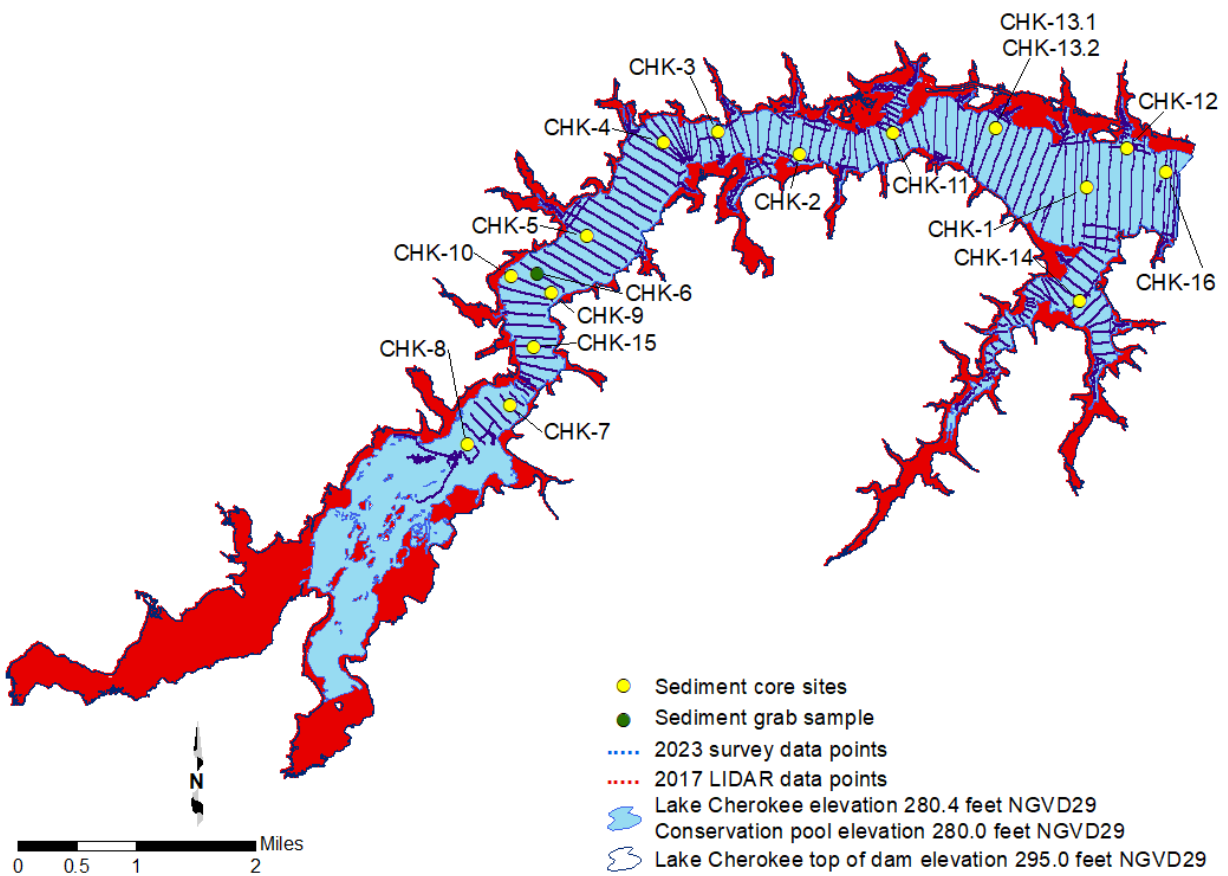 CHK-13.1
CHK-13.2
CHK-3
CHK-12
CHK-4
CHK-2
CHK-11
CHK-1
CHK-5
CHK-10
CHK-14
CHK-6
CHK-16
CHK-9
CHK-15
CHK-8
CHK-7
Sediment core sites
Sediment grab sample
2023 survey data points
2017 LIDAR data points
Lake Cherokee elevation 280.4 feet NGVD29
Conservation pool elevation 280.0 feet NGVD29
Lake Cherokee top of dam elevation 295.0 feet NGVD29
N
Miles
0 0.5 1 2